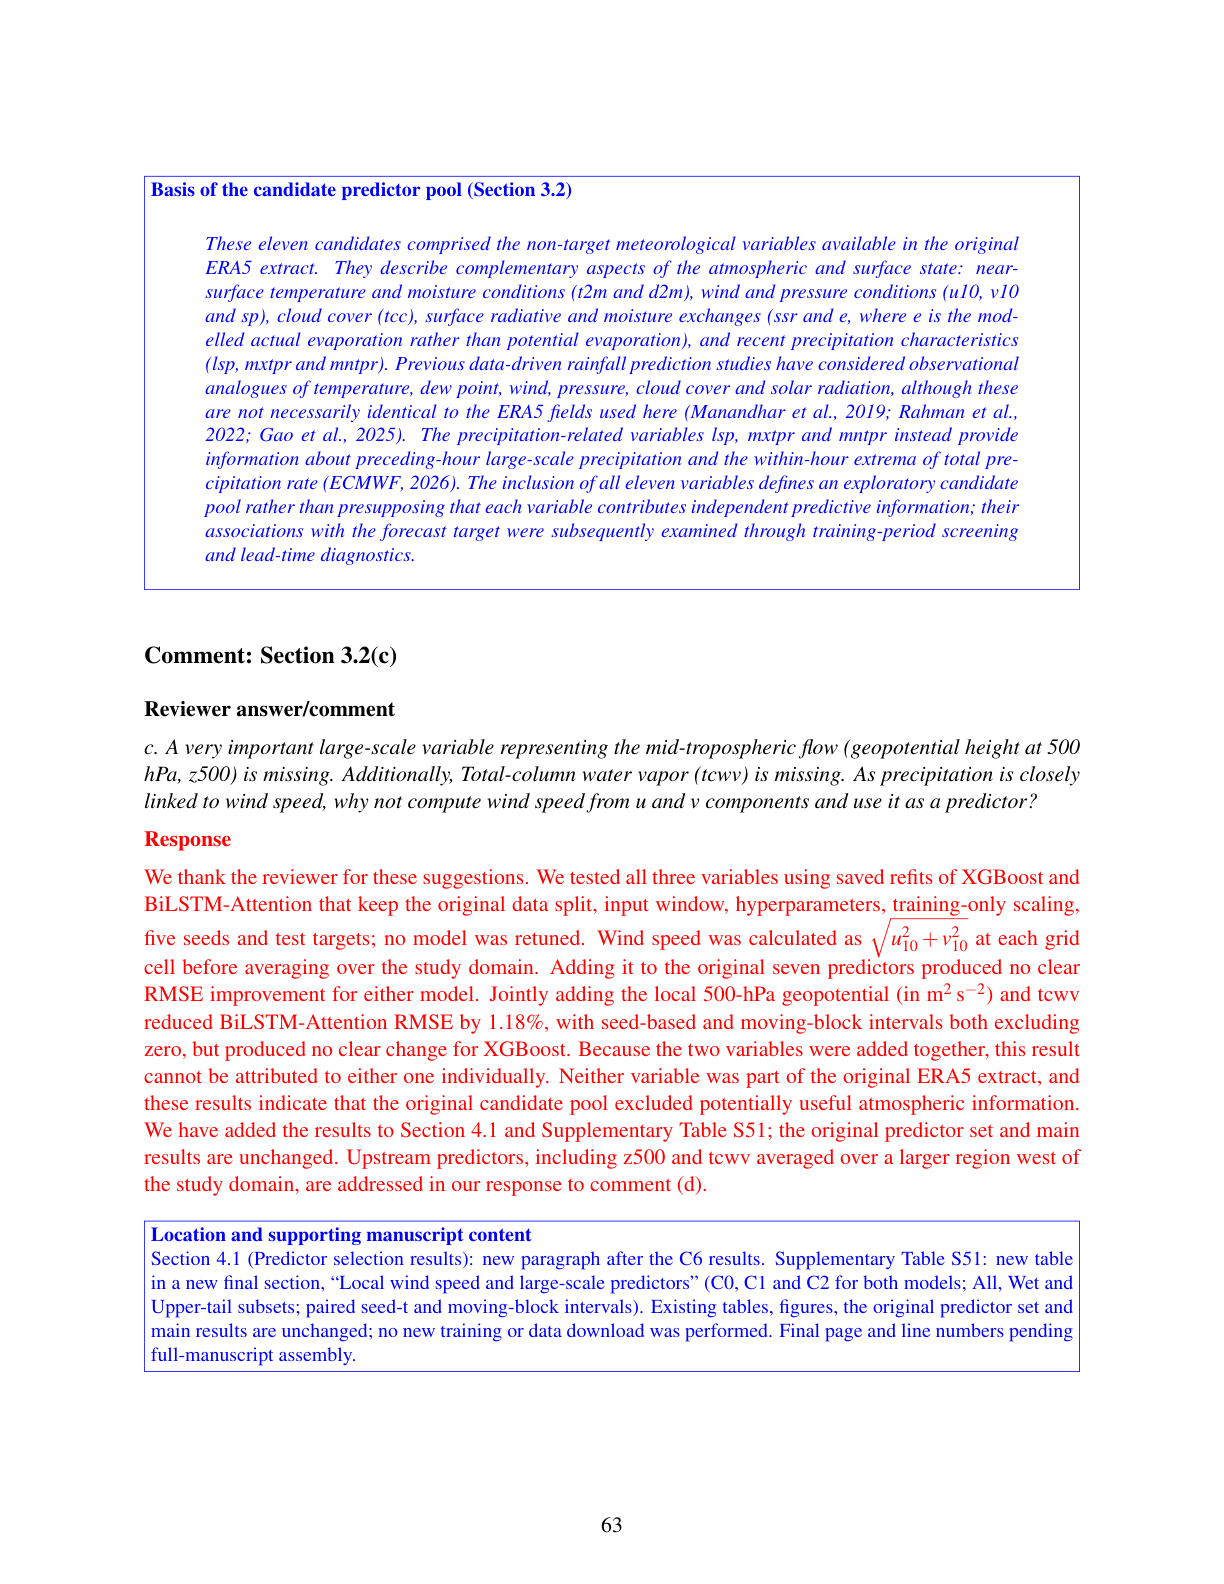 Basis of the candidate predictor pool (Section 3.2)
These eleven candidates comprised the non-target meteorological variables available in the original
ERA5 extract. They describe complementary aspects of the atmospheric and surface state: near-
surface temperature and moisture conditions (t2m and d2m), wind and pressure conditions (u10, v10
and sp), cloud cover (tcc), surface radiative and moisture exchanges (ssr and e, where e is the mod-
elled actual evaporation rather than potential evaporation), and recent precipitation characteristics
(lsp, mxtpr and mntpr). Previous data-driven rainfall prediction studies have considered observational
analogues of temperature, dew point, wind, pressure, cloud cover and solar radiation, although these
are not necessarily identical to the ERA5 fields used here (Manandhar et al., 2019; Rahman et al.,
2022; Gao et al., 2025). The precipitation-related variables lsp, mxtpr and mntpr instead provide
information about preceding-hour large-scale precipitation and the within-hour extrema of total pre-
cipitation rate (ECMWF, 2026). The inclusion of all eleven variables defines an exploratory candidate
pool rather than presupposing that each variable contributes independent predictive information; their
associations with the forecast target were subsequently examined through training-period screening
and lead-time diagnostics.
Comment: Section 3.2(c)
Reviewer answer/comment
c. A very important large-scale variable representing the mid-tropospheric flow (geopotential height at 500
hPa, z500) is missing. Additionally, Total-column water vapor (tcwv) is missing. As precipitation is closely
linked to wind speed, why not compute wind speed from u and v components and use it as a predictor?
Response
We thank the reviewer for these suggestions. We tested all three variables using saved refits of XGBoost and
BiLSTM-Attention that keep the original data split, input window, hyperparameters, training-only scaling,
five seeds and test targets; no model was retuned. Wind speed was calculated as √(u₁₀² + v₁₀²) at each grid
cell before averaging over the study domain. Adding it to the original seven predictors produced no clear
RMSE improvement for either model. Jointly adding the local 500-hPa geopotential (in m² s⁻²) and tcwv
reduced BiLSTM-Attention RMSE by 1.18%, with seed-based and moving-block intervals both excluding
zero, but produced no clear change for XGBoost. Because the two variables were added together, this result
cannot be attributed to either one individually. Neither variable was part of the original ERA5 extract, and
these results indicate that the original candidate pool excluded potentially useful atmospheric information.
We have added the results to Section 4.1 and Supplementary Table S51; the original predictor set and main
results are unchanged. Upstream predictors, including z500 and tcwv averaged over a larger region west of
the study domain, are addressed in our response to comment (d).
Location and supporting manuscript content
Section 4.1 (Predictor selection results): new paragraph after the C6 results. Supplementary Table S51: new table
in a new final section, “Local wind speed and large-scale predictors” (C0, C1 and C2 for both models; All, Wet and
Upper-tail subsets; paired seed-t and moving-block intervals). Existing tables, figures, the original predictor set and
main results are unchanged; no new training or data download was performed. Final page and line numbers pending
full-manuscript assembly.
63